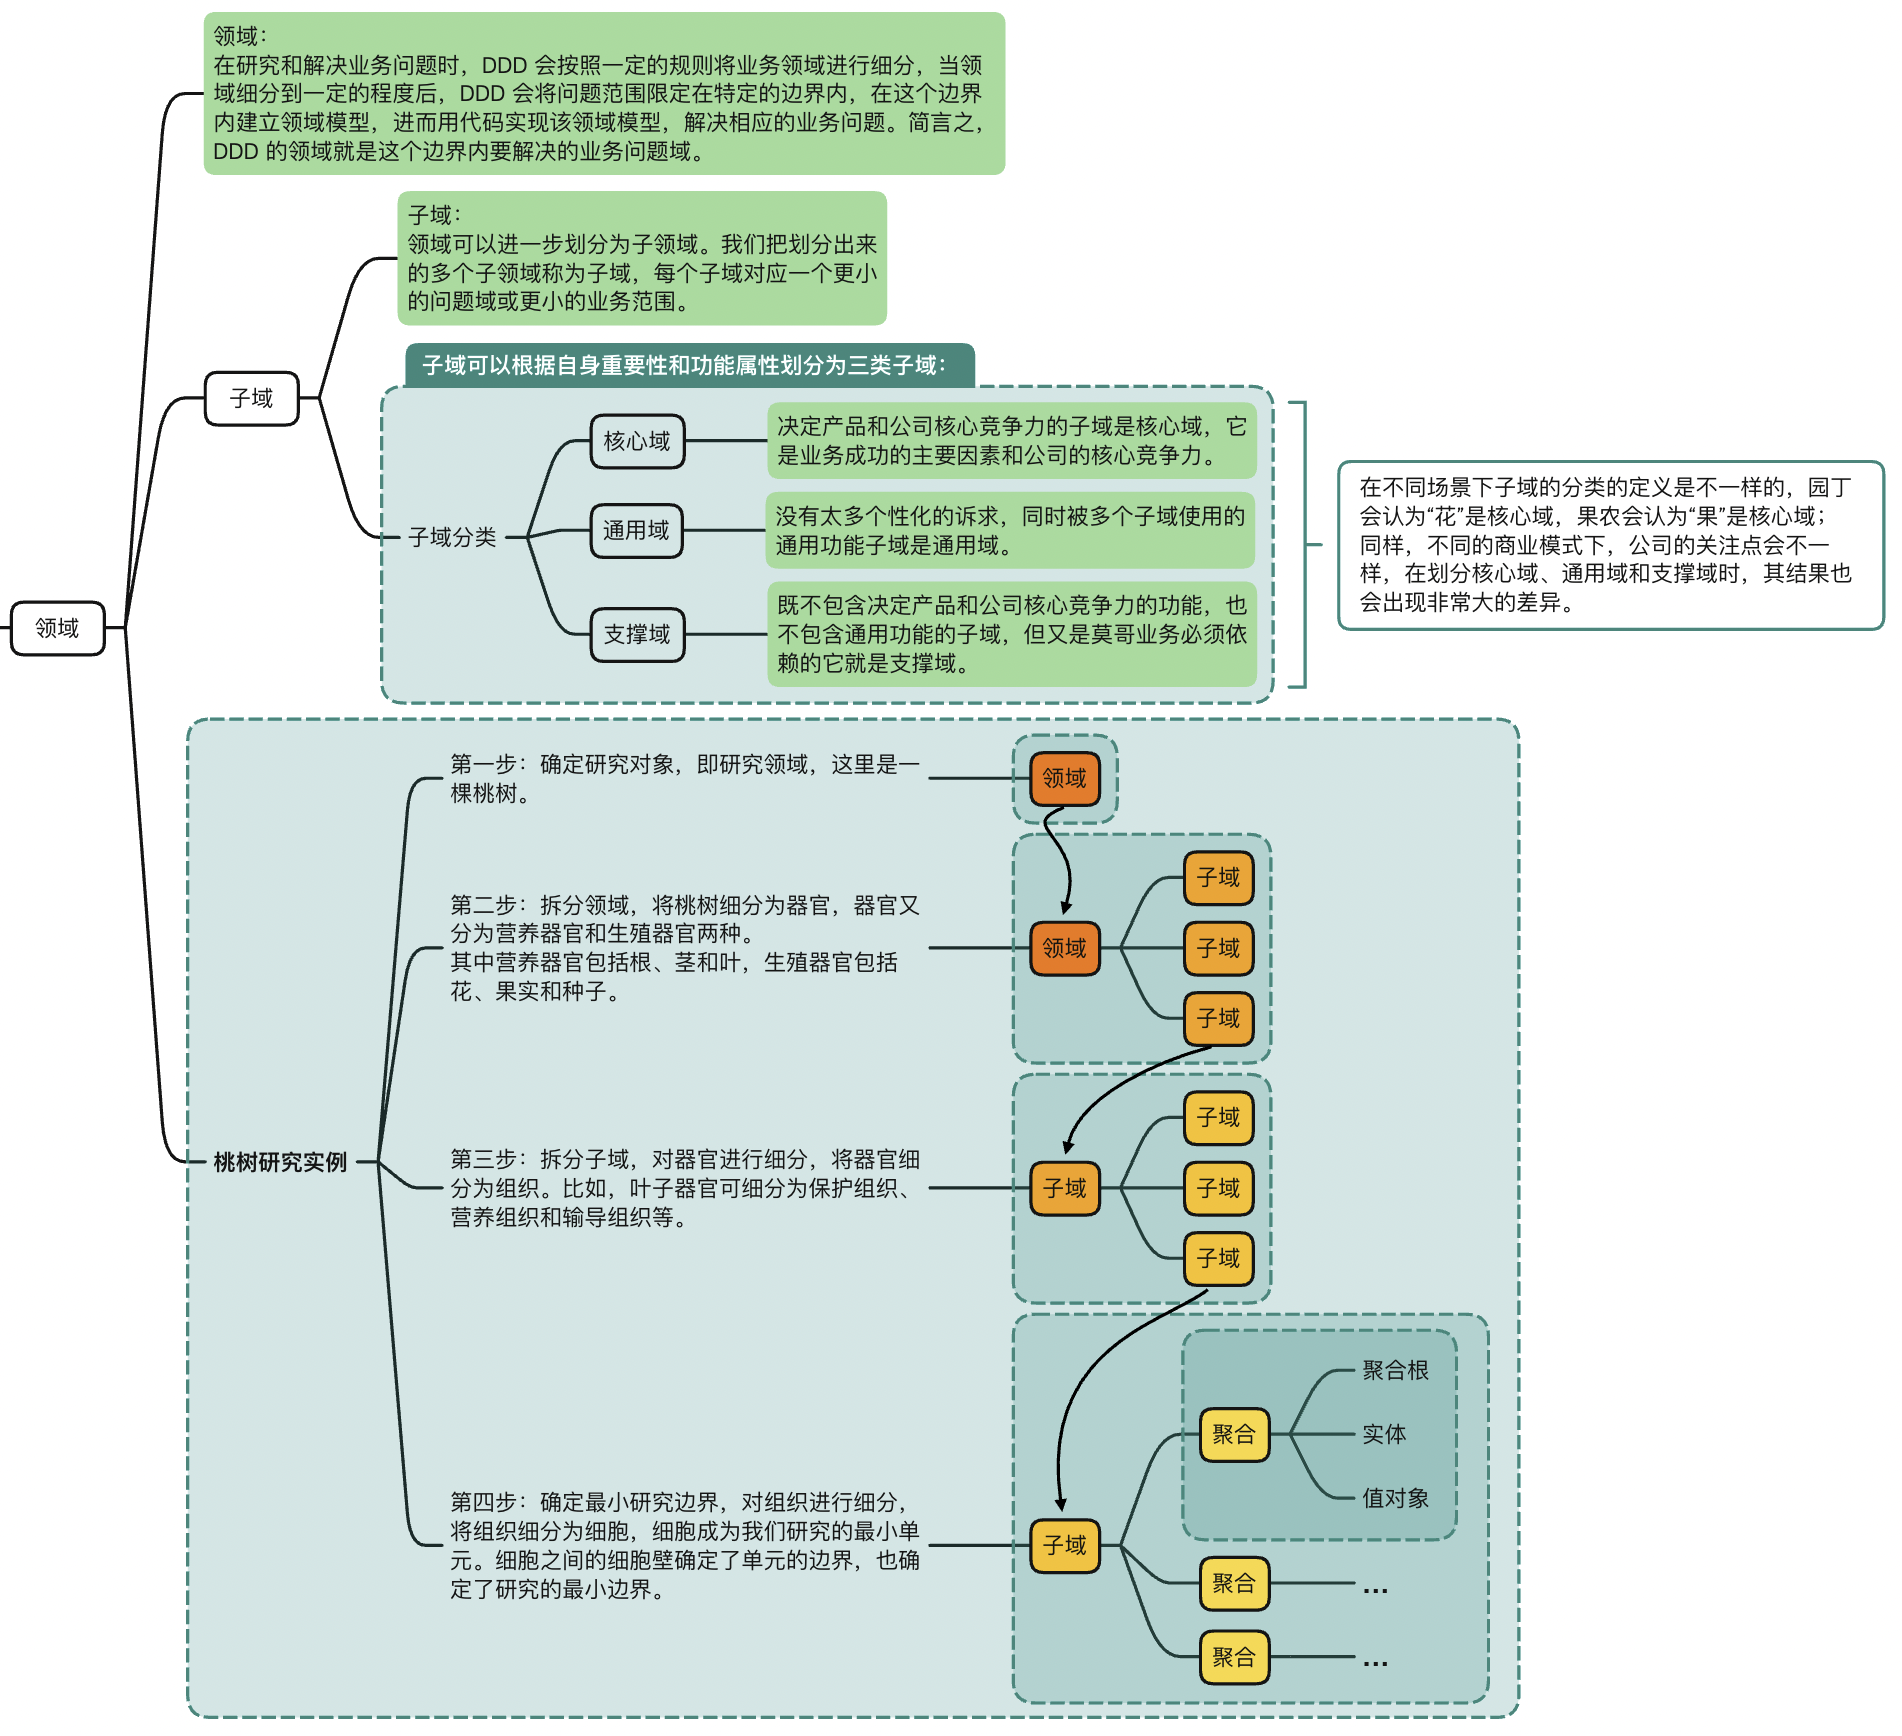 领域：
在研究和解决业务问题时，DDD 会按照一定的规则将业务领域进行细分，当领
域细分到一定的程度后，DDD 会将问题范围限定在特定的边界内，在这个边界
内建立领域模型，进而用代码实现该领域模型，解决相应的业务问题。简言之，
DDD 的领域就是这个边界内要解决的业务问题域。
子域：
领域可以进一步划分为子领域。我们把划分出来
的多个子领域称为子域，每个子域对应一个更小
的问题域或更小的业务范围。
子域
子域可以根据自身重要性和功能属性划分为三类子域：
子域分类
核心域
决定产品和公司核心竞争力的子域是核心域，它
是业务成功的主要因素和公司的核心竞争力。
通用域
没有太多个性化的诉求，同时被多个子域使用的
通用功能子域是通用域。
支撑域
既不包含决定产品和公司核心竞争力的功能，也
不包含通用功能的子域，但又是莫哥业务必须依
赖的它就是支撑域。
在不同场景下子域的分类的定义是不一样的，园丁
会认为“花”是核心域，果农会认为“果”是核心域；
同样，不同的商业模式下，公司的关注点会不一
样，在划分核心域、通用域和支撑域时，其结果也
会出现非常大的差异。
领域
桃树研究实例
第一步：确定研究对象，即研究领域，这里是一
棵桃树。
领域
第二步：拆分领域，将桃树细分为器官，器官又
分为营养器官和生殖器官两种。
其中营养器官包括根、茎和叶，生殖器官包括
花、果实和种子。
领域
子域
子域
子域
第三步：拆分子域，对器官进行细分，将器官细
分为组织。比如，叶子器官可细分为保护组织、
营养组织和输导组织等。
子域
子域
子域
子域
第四步：确定最小研究边界，对组织进行细分，
将组织细分为细胞，细胞成为我们研究的最小单
元。细胞之间的细胞壁确定了单元的边界，也确
定了研究的最小边界。
子域
聚合
聚合根
实体
值对象
聚合
...
聚合
...